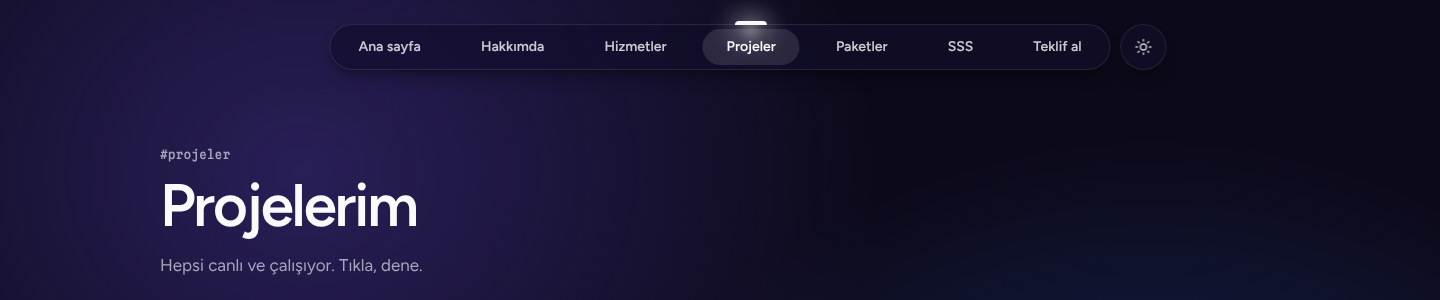 Ana sayfa Hakkımda Hizmetler Projeler Paketler SSS Teklif al
#projeler
Projelerim
Hepsi canlı ve çalışıyor. Tıkla, dene.